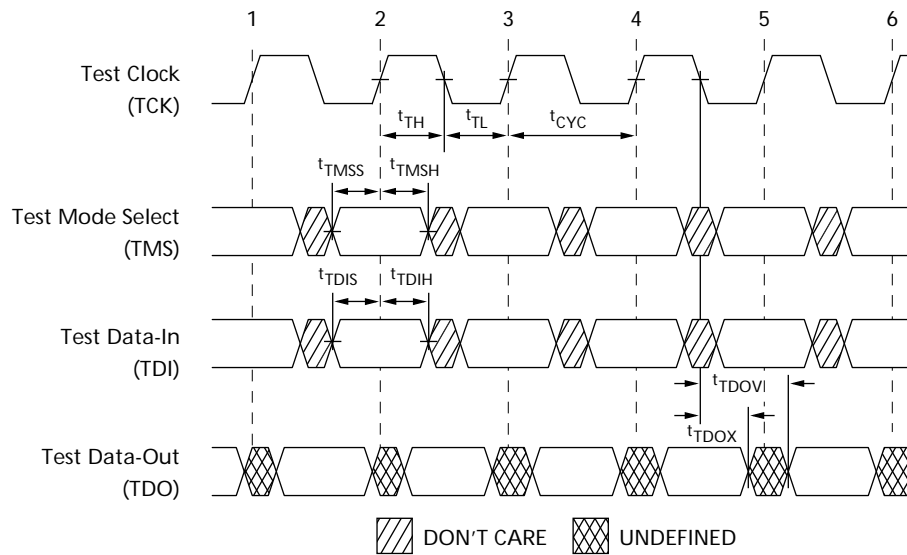 1 2 3 4 5 6
Test Clock
(TCK)
tTH tTL tCYC
tTMSS tTMSH
Test Mode Select
(TMS)
tTDIS tTDIH
Test Data-In
(TDI)
tTDOV
tTDOX
Test Data-Out
(TDO)
DON'T CARE UNDEFINED